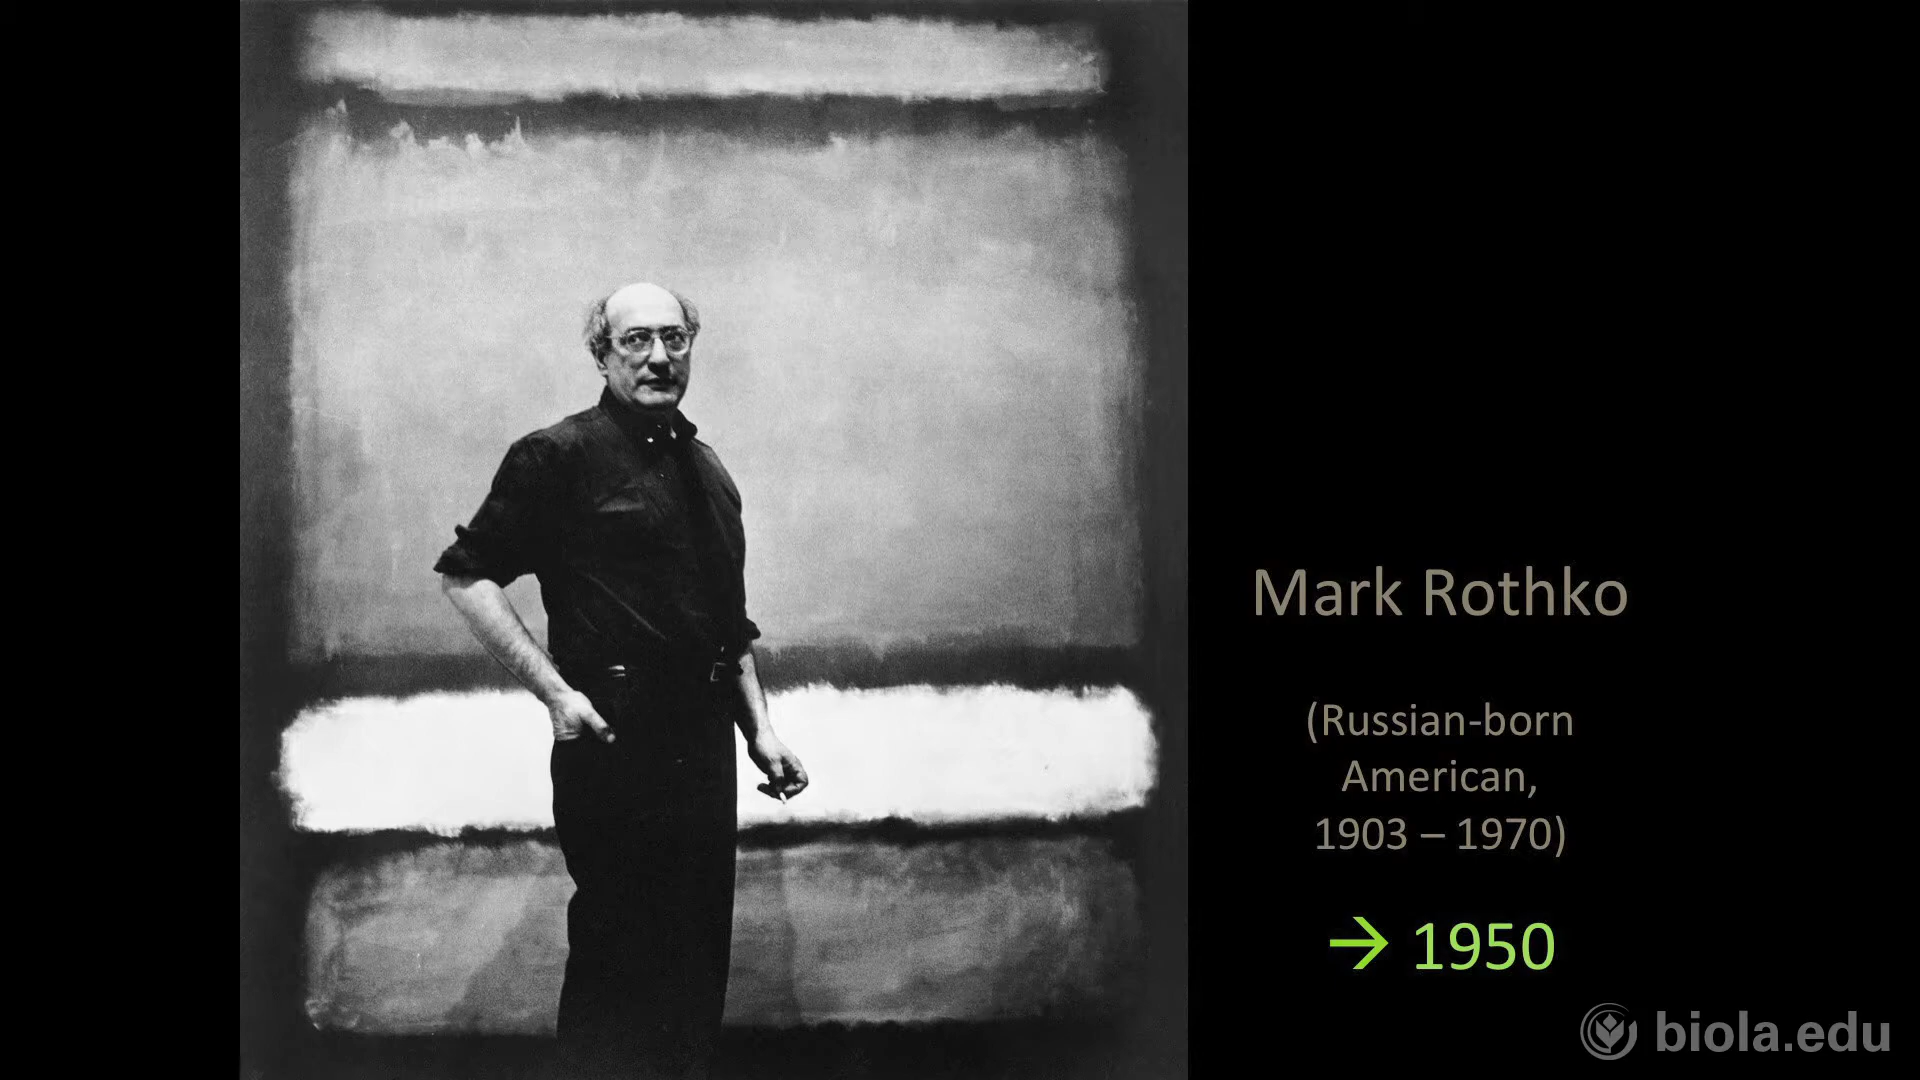 Mark Rothko
(Russian-born
American,
1903 – 1970)
→ 1950
biola.edu